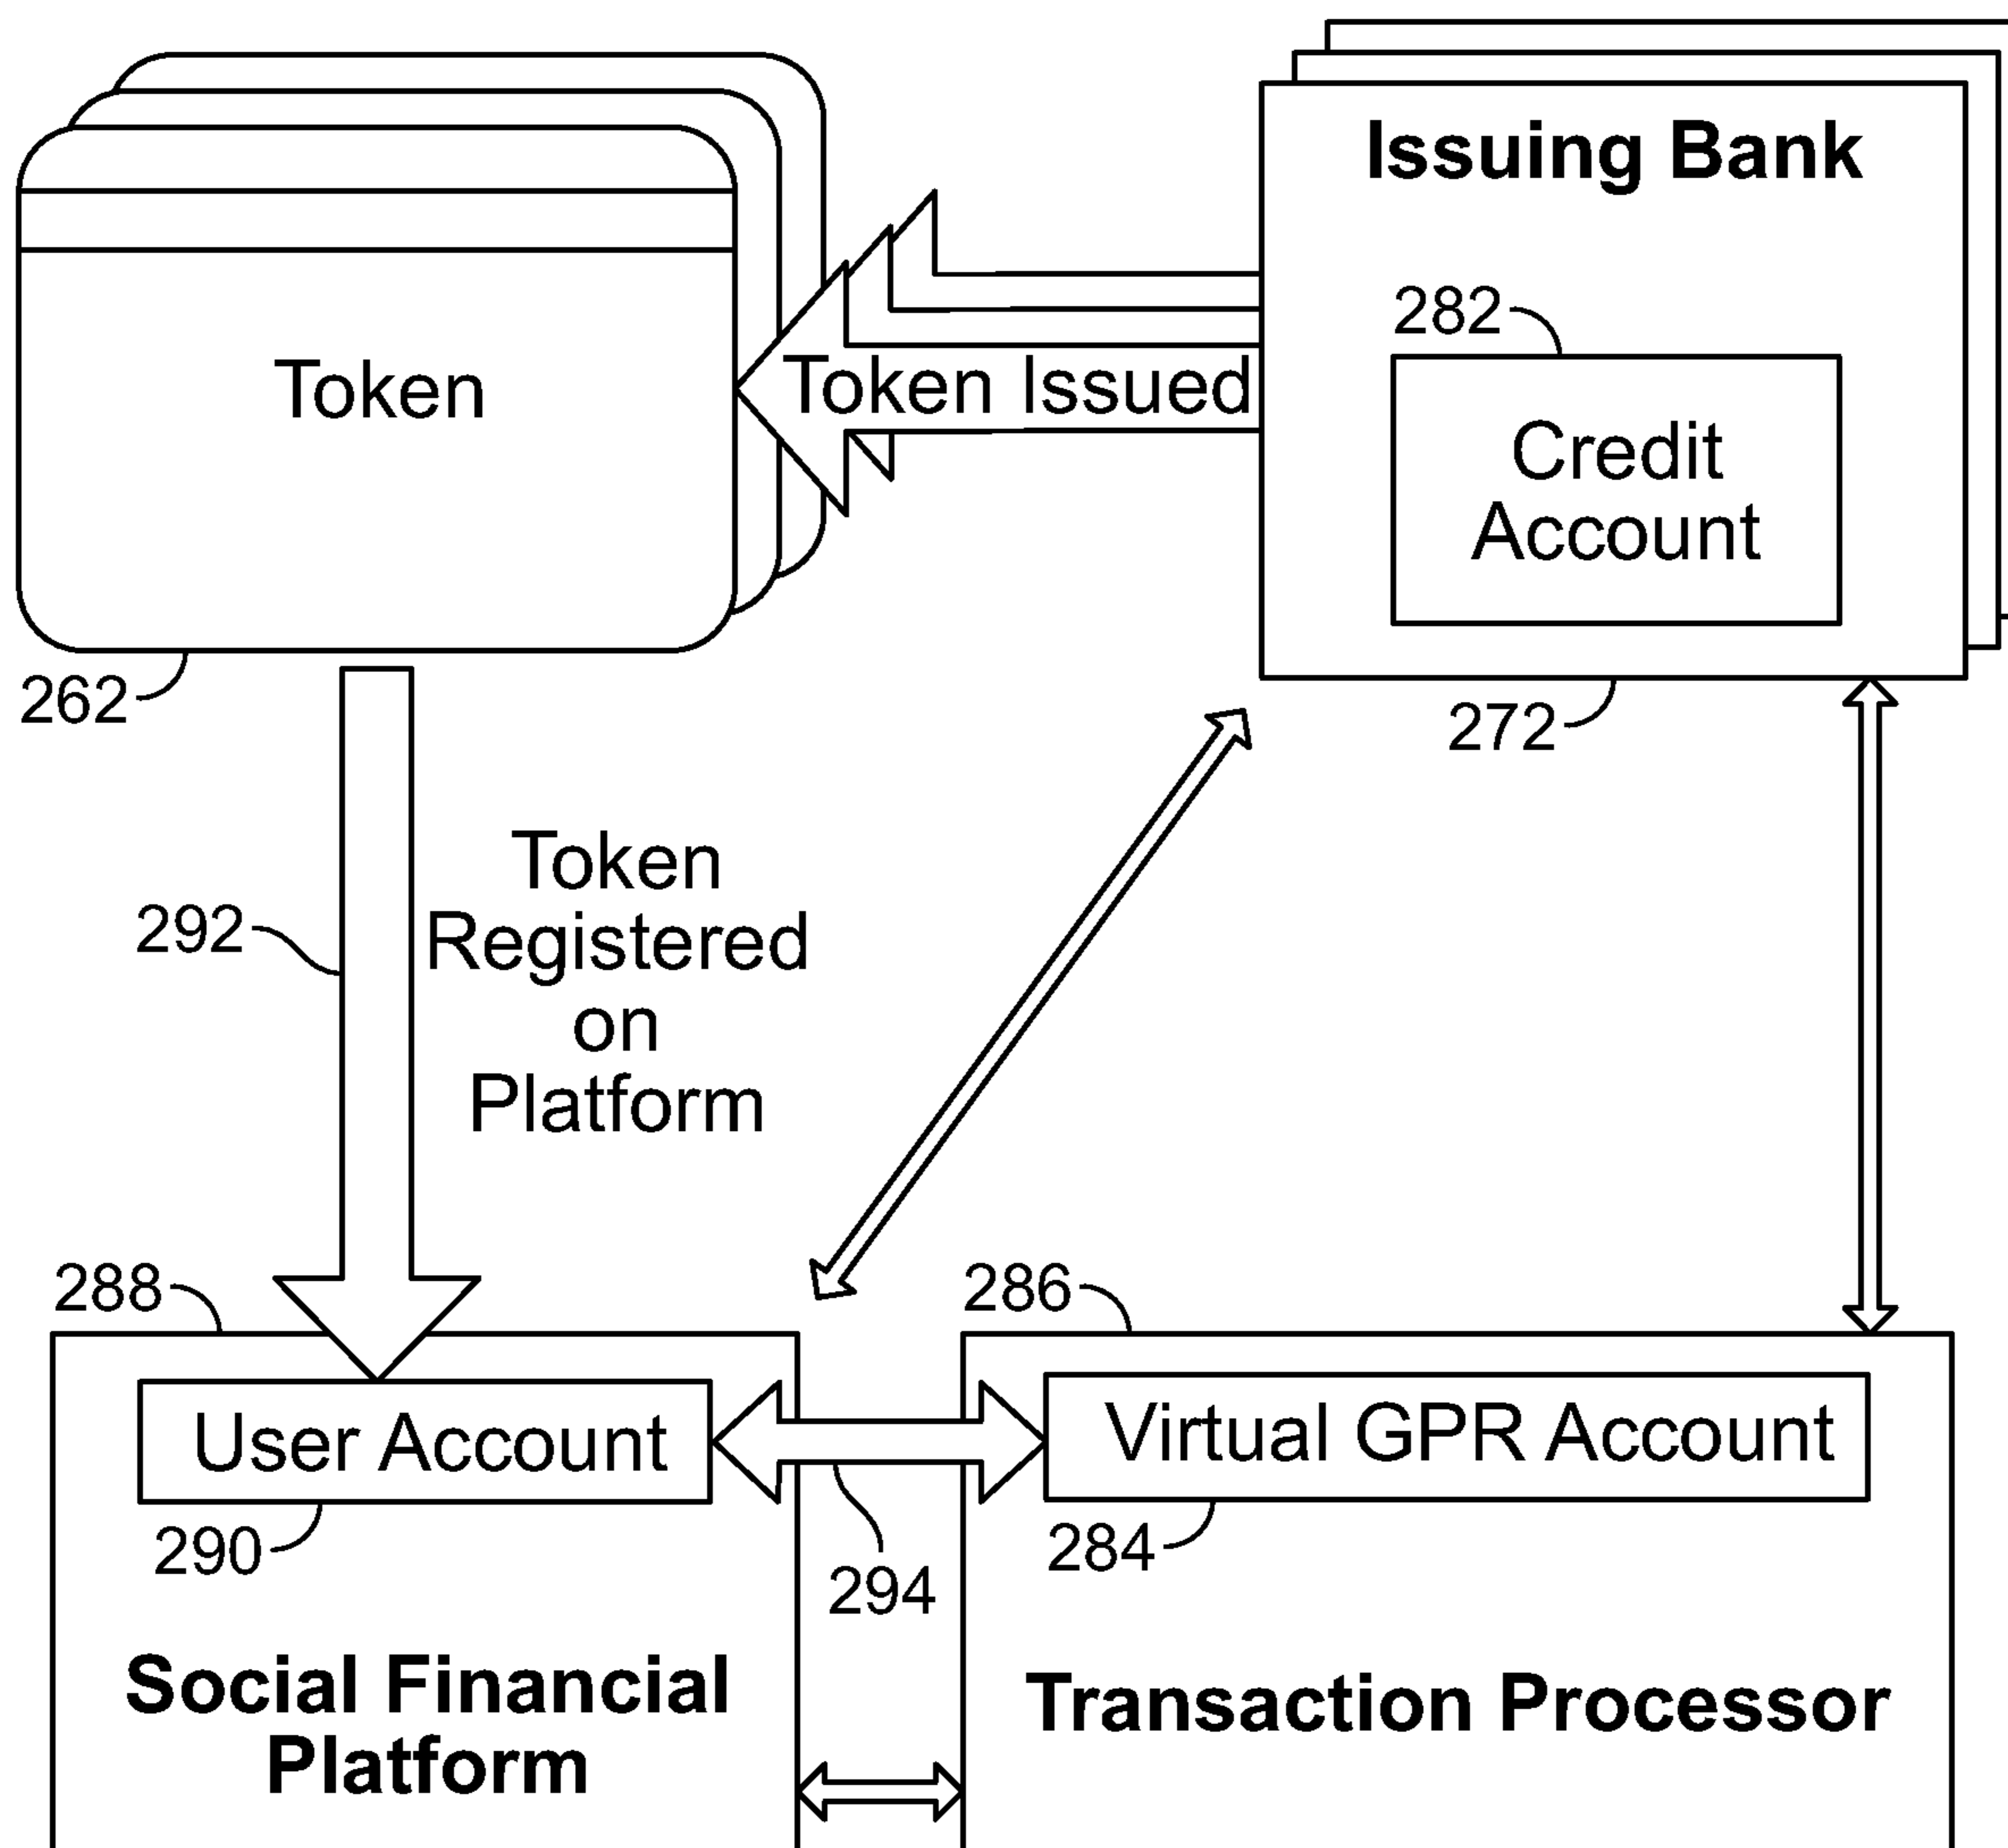 Issuing Bank
282
Token
Token Issued
Credit
Account
262
272
Token
Registered
on
Platform
292
288
286
User Account
Virtual GPR Account
290
284
294
Social Financial
Platform
Transaction Processor